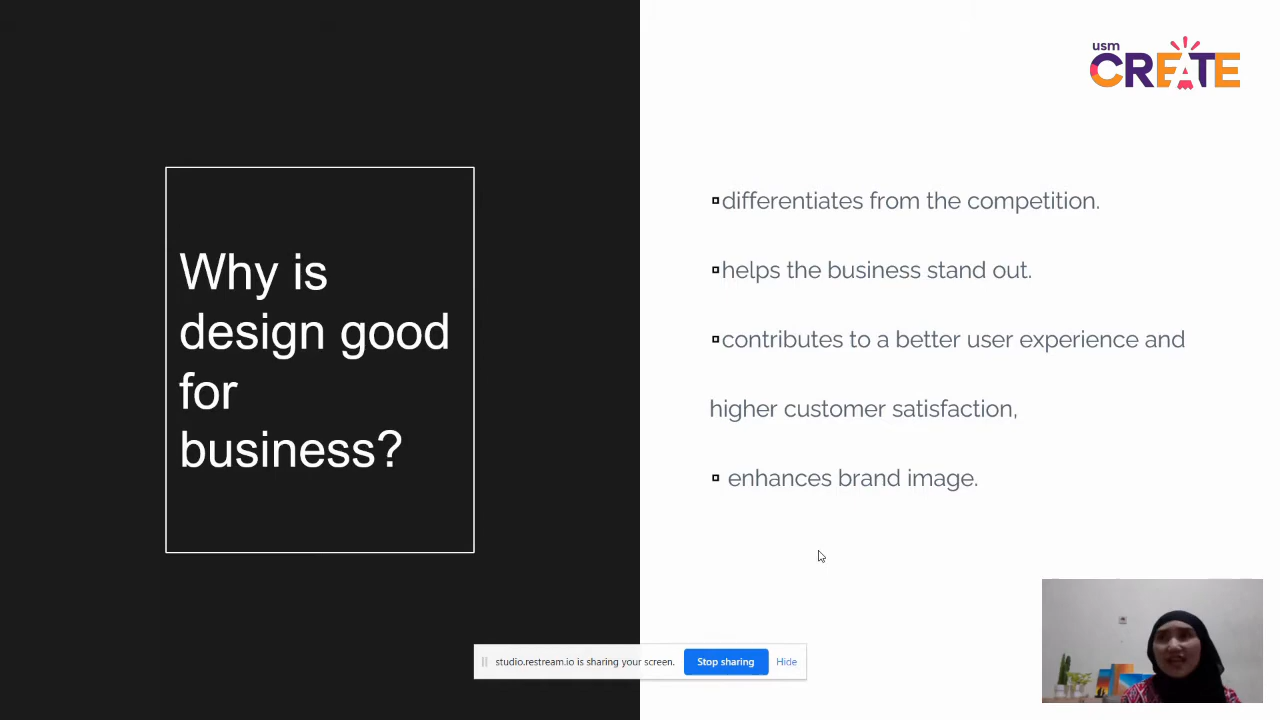 usm
CREATE
Why is
design good
for
business?
differentiates from the competition.
helps the business stand out.
contributes to a better user experience and
higher customer satisfaction,
enhances brand image.
studio.restream.io is sharing your screen. Stop sharing Hide